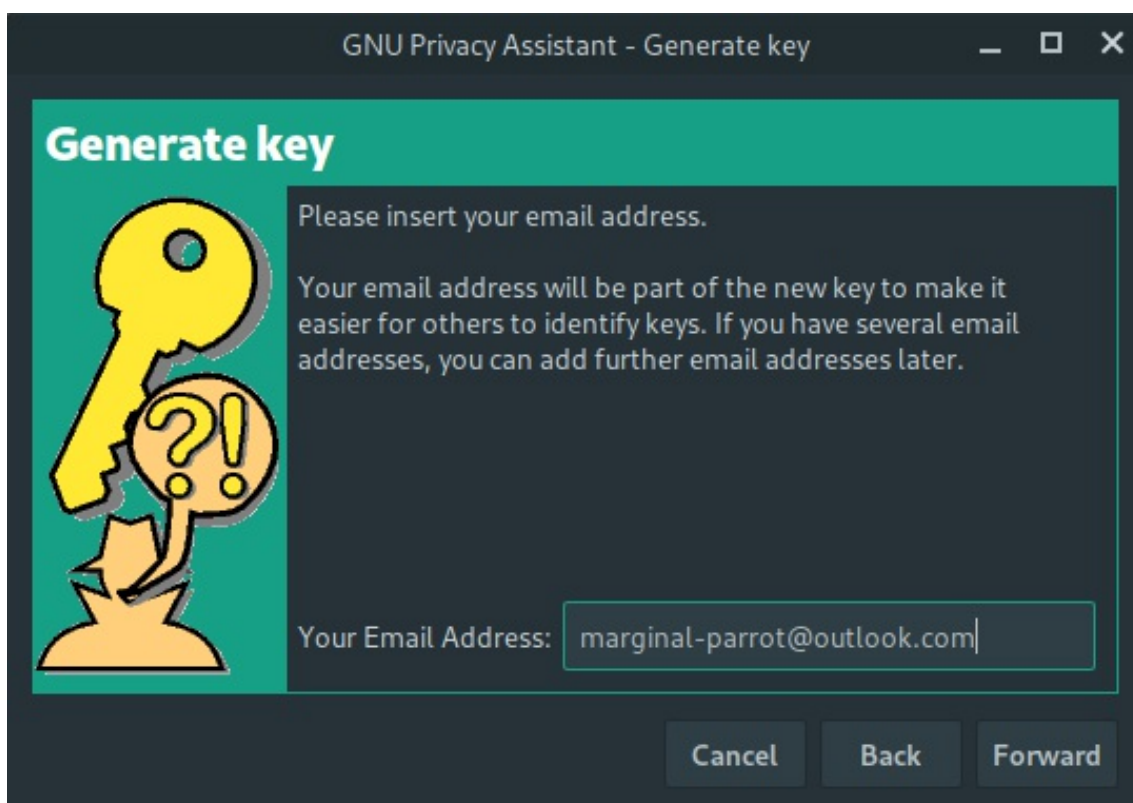 GNU Privacy Assistant - Generate key
Generate key
Please insert your email address.
Your email address will be part of the new key to make it
easier for others to identify keys. If you have several email
addresses, you can add further email addresses later.
?!
Your Email Address: marginal-parrot@outlook.com
Cancel Back Forward